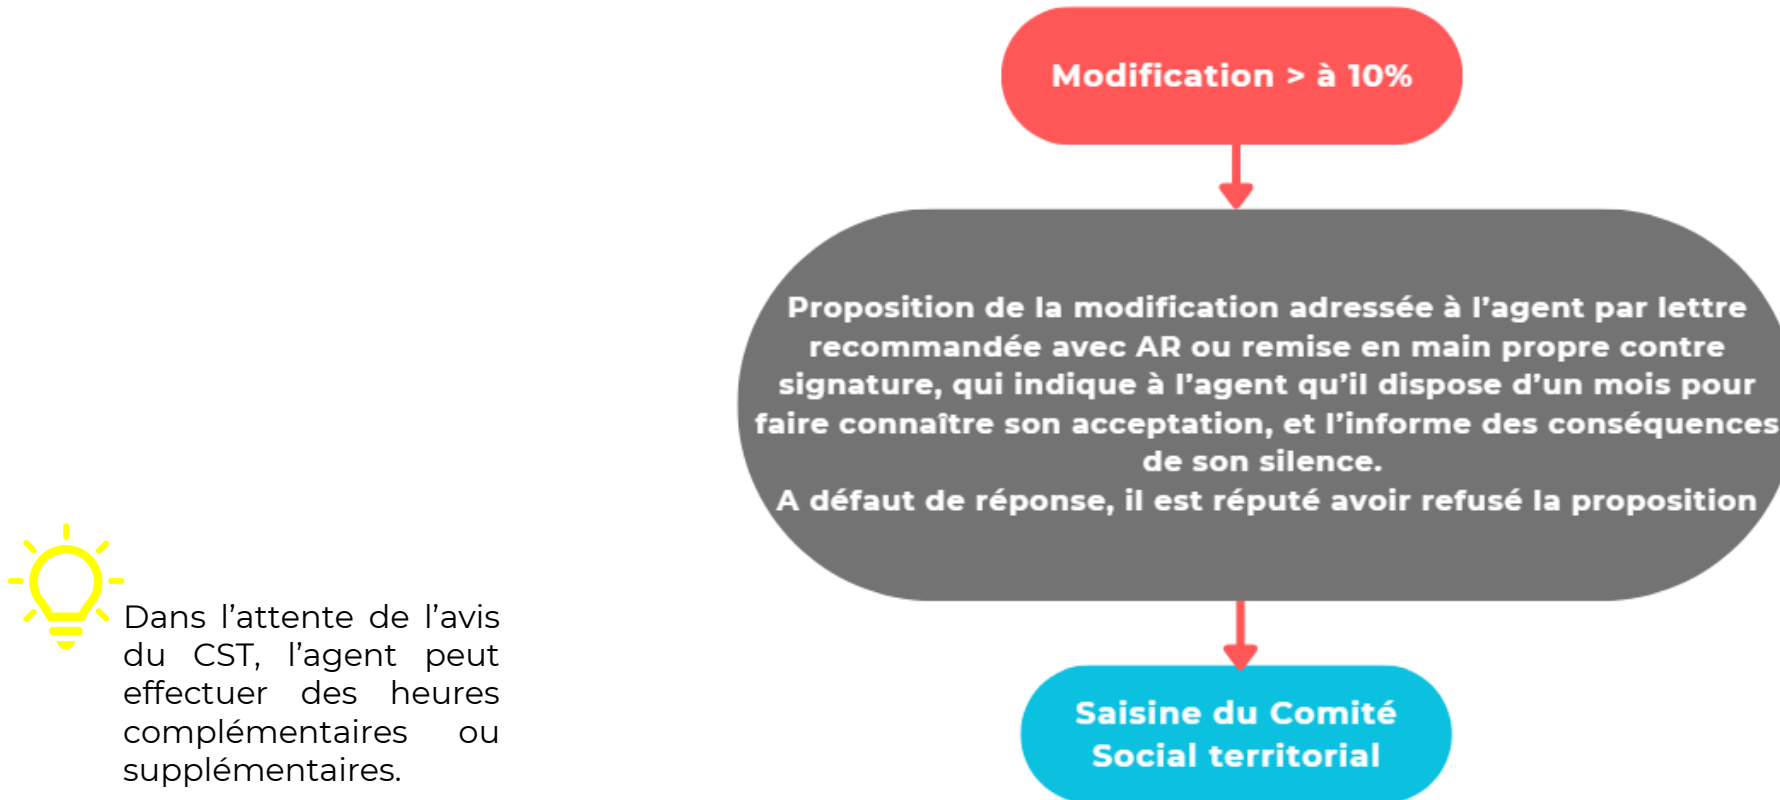 Modification > à 10%
Proposition de la modification adressée à l'agent par lettre
recommandée avec AR ou remise en main propre contre
signature, qui indique à l'agent qu'il dispose d'un mois pour
faire connaître son acceptation, et l'informe des conséquences
de son silence.
A défaut de réponse, il est réputé avoir refusé la proposition
Dans l'attente de l'avis
du CST, l'agent peut
effectuer des heures
complémentaires ou
supplémentaires.
Saisine du Comité
Social territorial